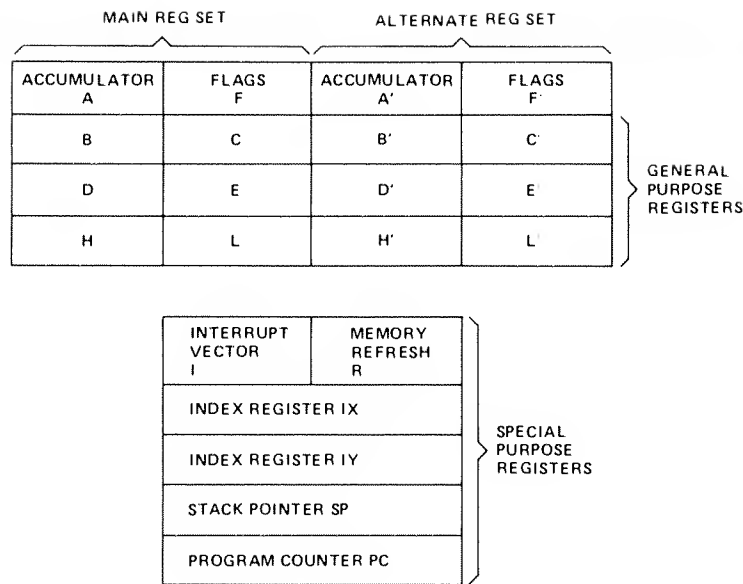 MAIN REG SET
ALTERNATE REG SET
ACCUMULATOR
A
FLAGS
F
ACCUMULATOR
A'
FLAGS
F'
B
C
B'
C'
D
E
D'
E'
H
L
H'
L'
GENERAL
PURPOSE
REGISTERS
INTERRUPT
VECTOR
I
MEMORY
REFRESH
R
INDEX REGISTER IX
INDEX REGISTER IY
STACK POINTER SP
PROGRAM COUNTER PC
SPECIAL
PURPOSE
REGISTERS